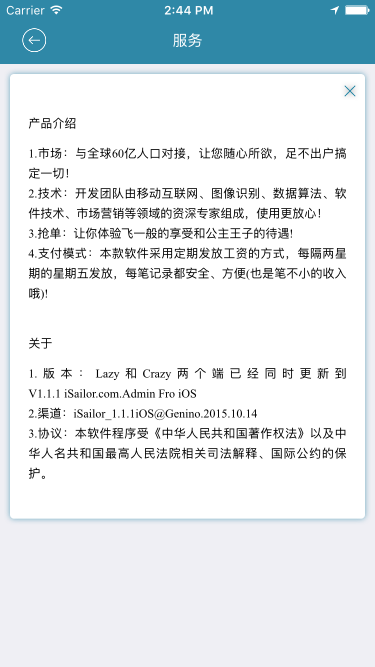 Carrier 2:44 PM
服务
产品介绍
1.市场：与全球60亿人口对接，让您随心所欲，足不出户搞
定一切！
2.技术：开发团队由移动互联网、图像识别、数据算法、软
件技术、市场营销等领域的资深专家组成，使用更放心！
3.抢单：让你体验飞一般的享受和公主王子的待遇!
4.支付模式：本款软件采用定期发放工资的方式，每隔两星
期的星期五发放，每笔记录都安全、方便(也是笔不小的收入
哦)!
关于
1.版本：Lazy和Crazy两个端已经同时更新到
V1.1.1 iSailor.com.Admin Fro iOS
2.渠道：iSailor_1.1.1iOS@Genino.2015.10.14
3.协议：本软件程序受《中华人民共和国著作权法》以及中
华人名共和国最高人民法院相关司法解释、国际公约的保
护。